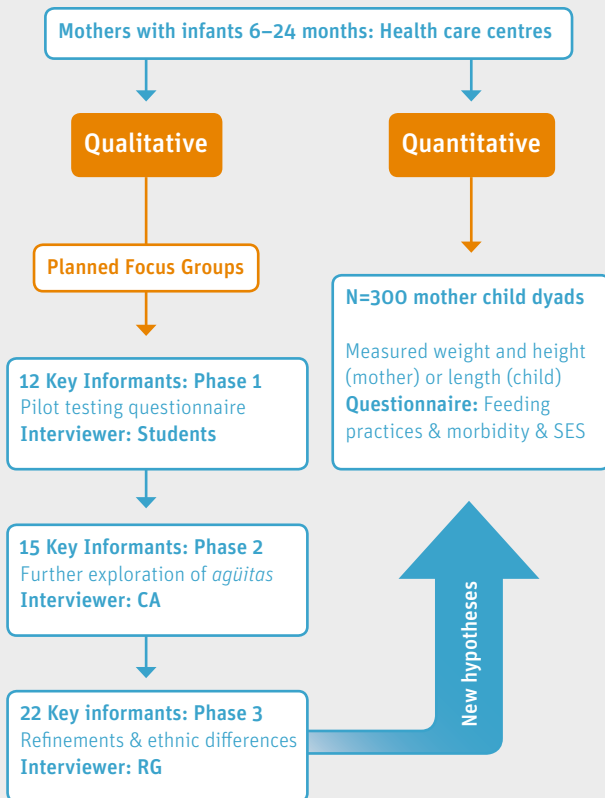 Mothers with infants 6–24 months: Health care centres
Qualitative
Quantitative
Planned Focus Groups
12 Key Informants: Phase 1
Pilot testing questionnaire
Interviewer: Students
15 Key Informants: Phase 2
Further exploration of agüitas
Interviewer: CA
22 Key informants: Phase 3
Refinements & ethnic differences
Interviewer: RG
N=300 mother child dyads
Measured weight and height
(mother) or length (child)
Questionnaire: Feeding
practices & morbidity & SES
New hypotheses